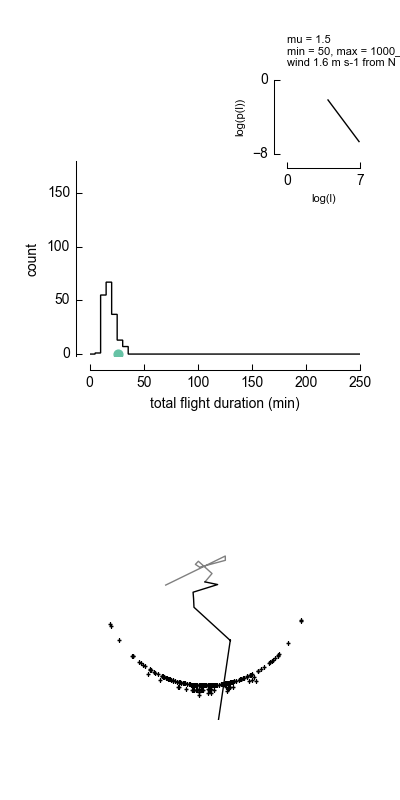 mu = 1.5
min = 50, max = 1000_
wind 1.6 m s-1 from N
0
log(p(l))
−8
0
7
log(l)
150
100
50
0
count
0
50
100
150
200
250
total flight duration (min)